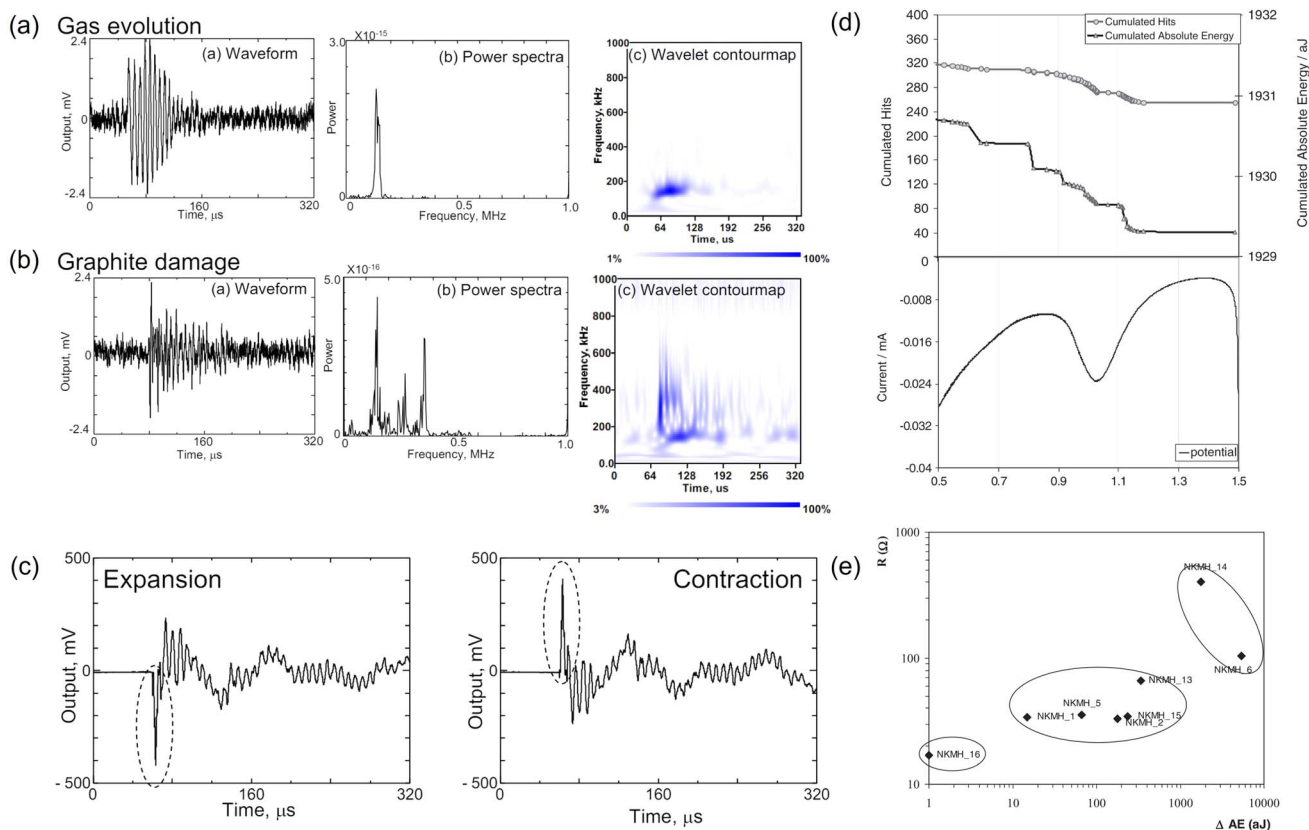 (a) Gas evolution
(a) Waveform
2.4
0
-2.4
Output, mV
0 160 320
Time, µs
(b) Power spectra
X10-15
3.0
Power
0
0 0.5 1.0
Frequency, MHz
(c) Wavelet contourmap
1000
800
600
400
200
0.0
Frequency, kHz
0 64 128 192 256 320
Time, us
1% 100%
(b) Graphite damage
(a) Waveform
2.4
0
-2.4
Output, mV
0 160 320
Time, µs
(b) Power spectra
X10-16
5.0
Power
0
0 0.5 1.0
Frequency, MHz
(c) Wavelet contourmap
1000
800
600
400
200
0.0
Frequency, kHz
0 64 128 192 256 320
Time, us
3% 100%
(c) Expansion
500
0
-500
Output, mV
0 160 320
Time, µs
Contraction
500
0
-500
Output, mV
0 160 320
Time, µs
(d)
Cumulated Hits
Cumulated Absolute Energy
400
360
320
280
240
200
160
120
80
40
0
Cumulated Hits
1932
1931
1930
1929
Cumulated Absolute Energy / aJ
-0.008
-0.016
-0.024
-0.032
-0.04
Current / mA
potential
0.5 0.7 0.9 1.1 1.3 1.5
(e)
R (Ω)
1000
100
10
NKMH_14
NKMH_6
NKMH_13
NKMH_5
NKMH_1
NKMH_15
NKMH_2
NKMH_16
1 10 100 1000 10000
Δ AE (aJ)